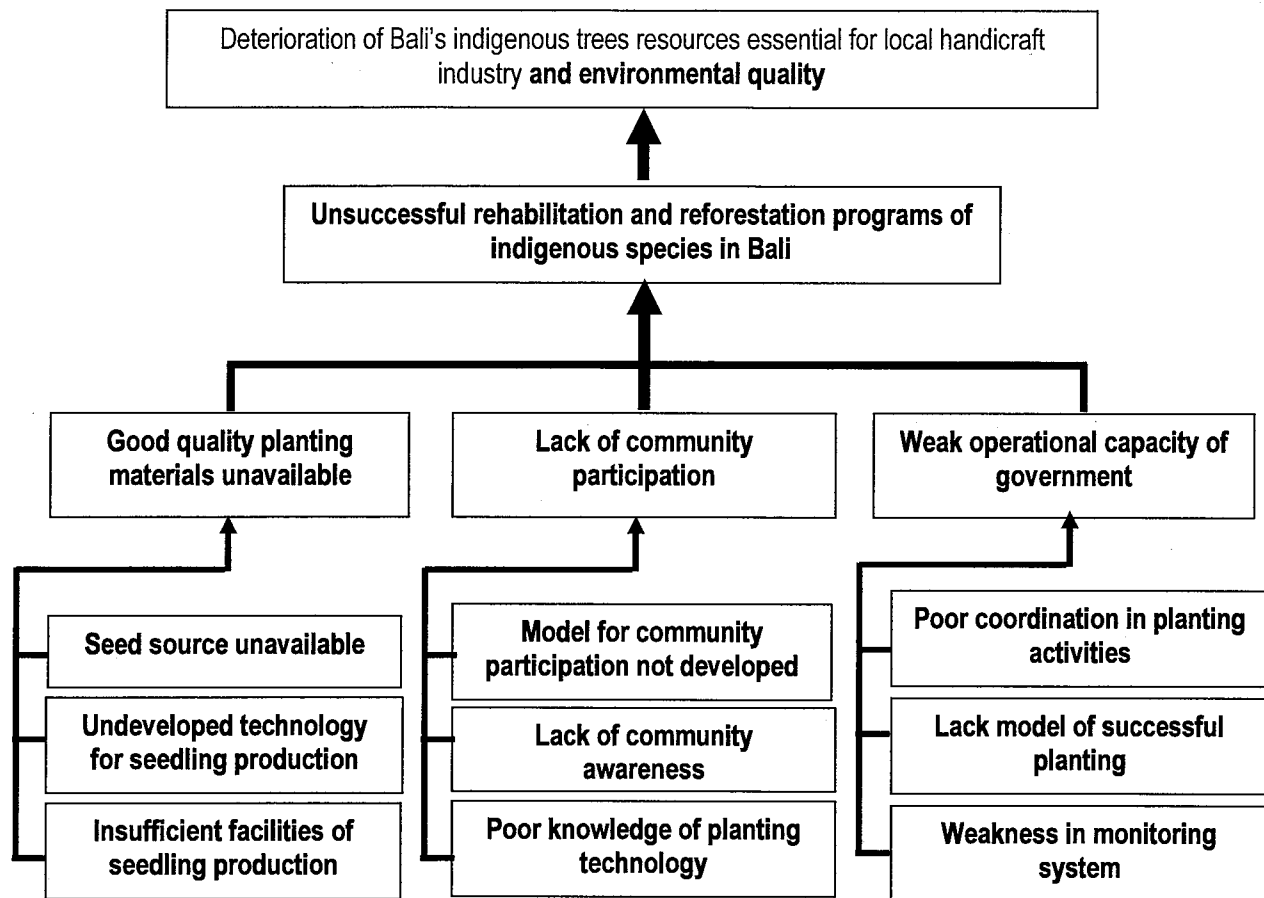 Deterioration of Bali's indigenous trees resources essential for local handicraft
industry and environmental quality
Unsuccessful rehabilitation and reforestation programs of
indigenous species in Bali
Good quality planting
materials unavailable
Lack of community
participation
Weak operational capacity of
government
Seed source unavailable
Undeveloped technology
for seedling production
Insufficient facilities of
seedling production
Model for community
participation not developed
Lack of community
awareness
Poor knowledge of planting
technology
Poor coordination in planting
activities
Lack model of successful
planting
Weakness in monitoring
system